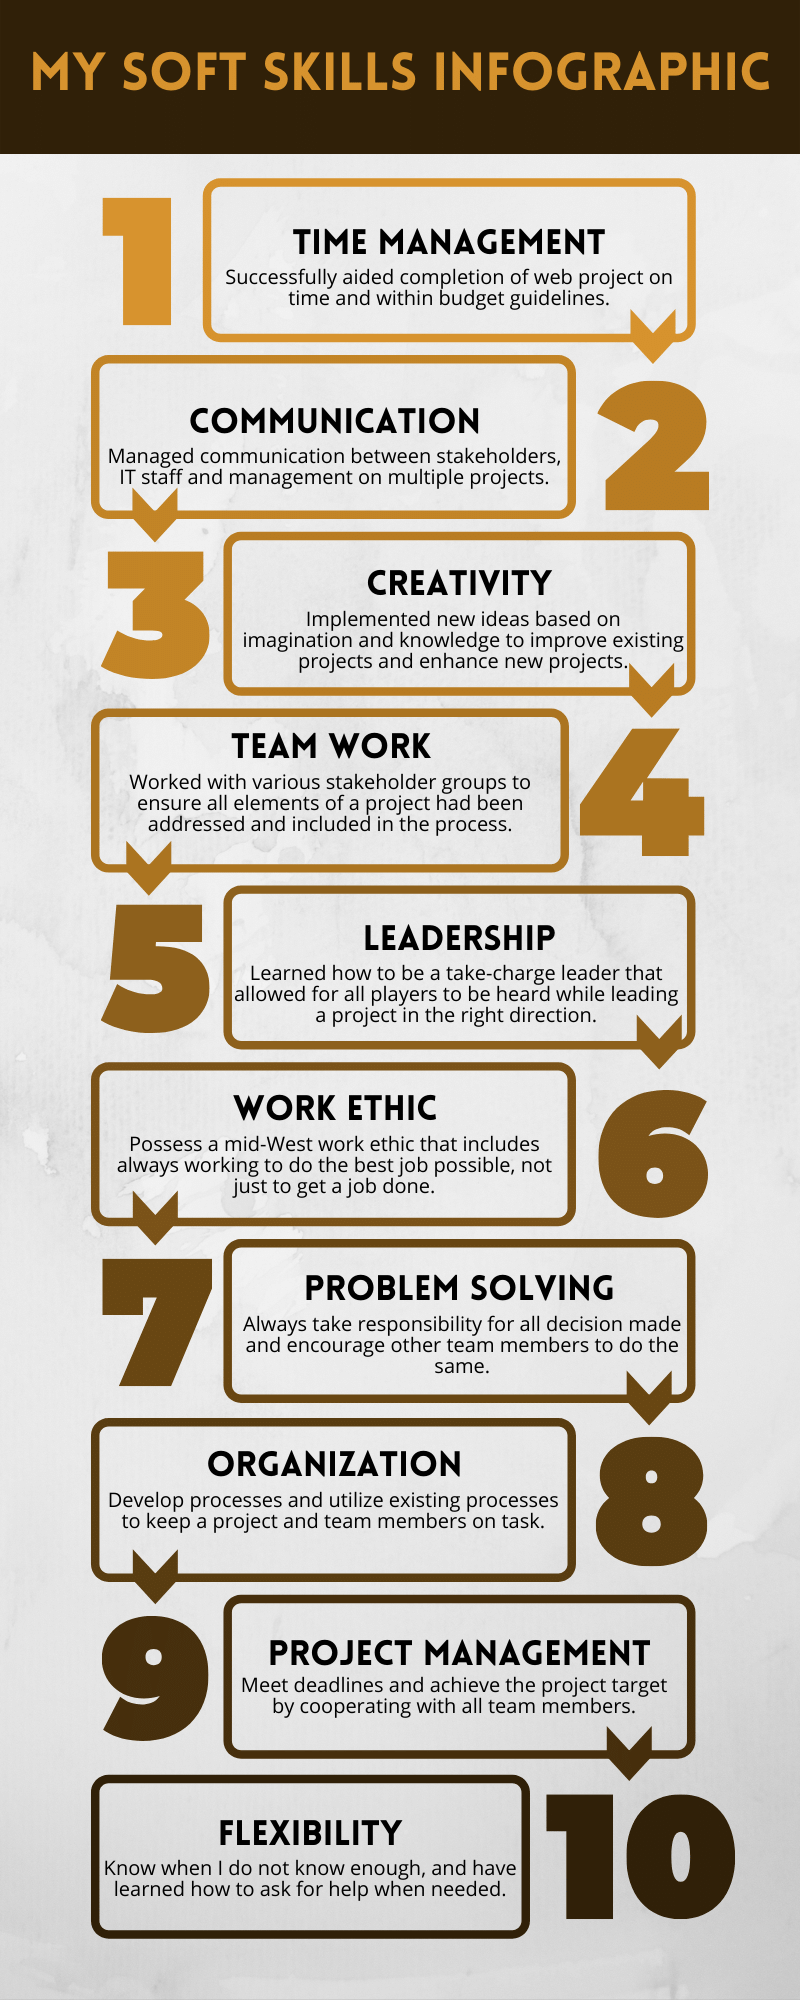 MY SOFT SKILLS INFOGRAPHIC
1
TIME MANAGEMENT
Successfully aided completion of web project on
time and within budget guidelines.
2
COMMUNICATION
Managed communication between stakeholders,
IT staff and management on multiple projects.
3
CREATIVITY
Implemented new ideas based on
imagination and knowledge to improve existing
projects and enhance new projects.
4
TEAM WORK
Worked with various stakeholder groups to
ensure all elements of a project had been
addressed and included in the process.
5
LEADERSHIP
Learned how to be a take-charge leader that
allowed for all players to be heard while leading
a project in the right direction.
6
WORK ETHIC
Possess a mid-West work ethic that includes
always working to do the best job possible, not
just to get a job done.
7
PROBLEM SOLVING
Always take responsibility for all decision made
and encourage other team members to do the
same.
8
ORGANIZATION
Develop processes and utilize existing processes
to keep a project and team members on task.
9
PROJECT MANAGEMENT
Meet deadlines and achieve the project target
by cooperating with all team members.
10
FLEXIBILITY
Know when I do not know enough, and have
learned how to ask for help when needed.